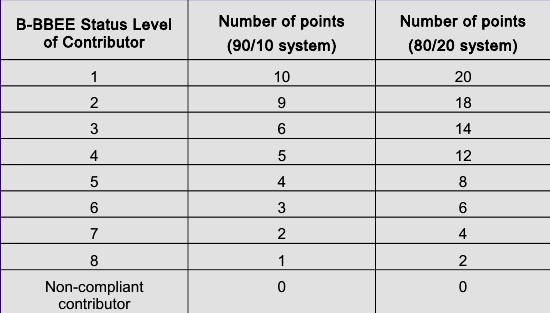 B-BBEE Status Level of Contributor Number of points (90/10 system) Number of points (80/20 system)
1 10 20
2 9 18
3 6 14
4 5 12
5 4 8
6 3 6
7 2 4
8 1 2
Non-compliant contributor 0 0